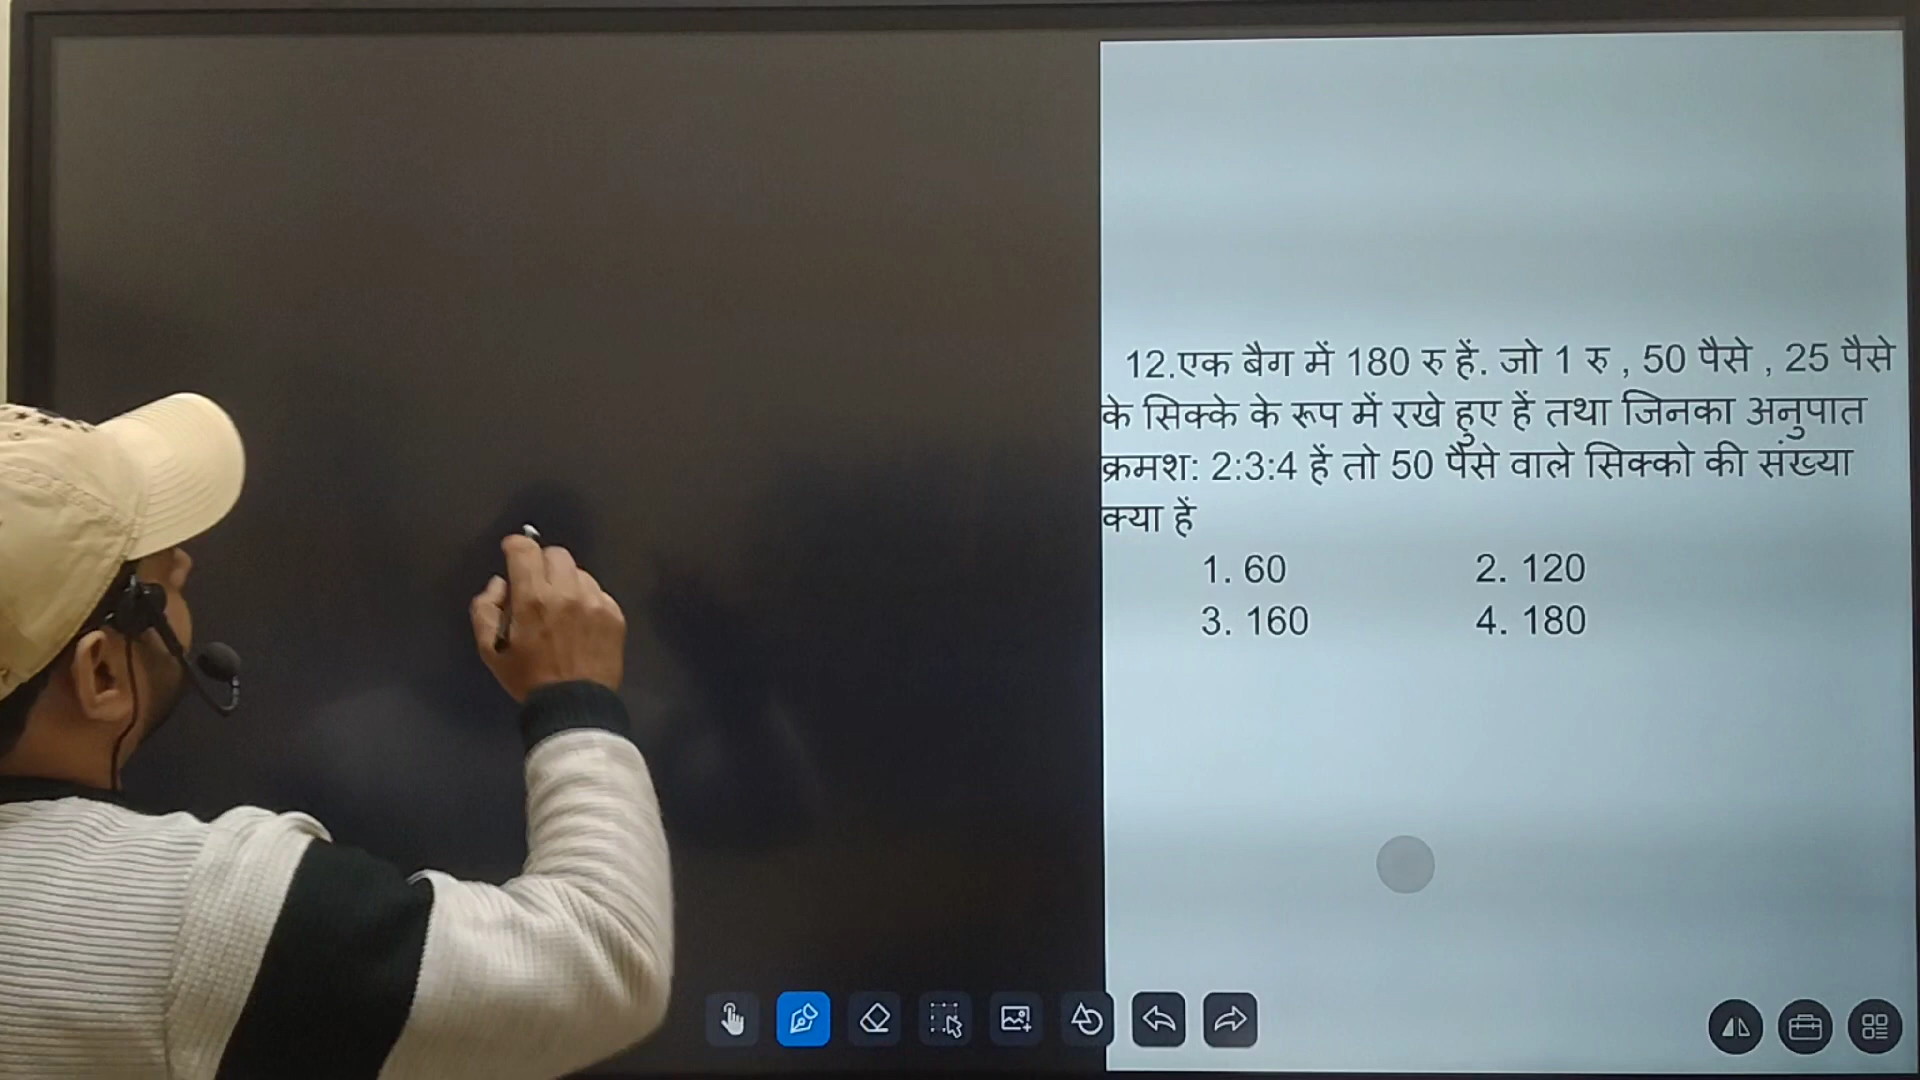 12.एक बैग में 180 रु हैं. जो 1 रु , 50 पैसे , 25 पैसे
के सिक्के के रूप में रखे हुए हैं तथा जिनका अनुपात
क्रमश: 2:3:4 हैं तो 50 पैसे वाले सिक्को की संख्या
क्या हैं
1. 60 2. 120
3. 160 4. 180